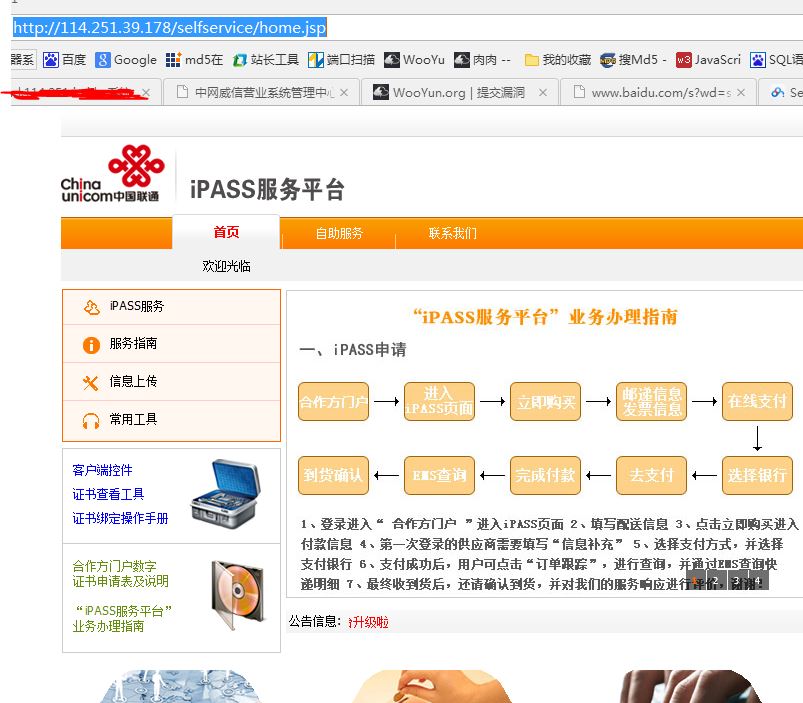 http://114.251.39.178/selfservice/home.jsp
器系 百度 Google md5在 站长工具 端口扫描 WooYu 肉肉 -- 我的收藏 搜Md5 - JavaScri SQL语
中网威信营业系统管理中心 WooYun.org | 提交漏洞 www.baidu.com/s?wd=s Se
China unicom中国联通
iPASS服务平台
首页 自助服务 联系我们
欢迎光临
iPASS服务
服务指南
信息上传
常用工具
客户端控件
证书查看工具
证书绑定操作手册
合作方门户数字
证书申请表及说明
“iPASS服务平台”
业务办理指南
“iPASS服务平台”业务办理指南
一、iPASS申请
合作方门户 进入iPASS页面 立即购买 邮递信息发票信息 在线支付
到货确认 EMS查询 完成付款 去支付 选择银行
1、登录进入“ 合作方门户 ”进入iPASS页面 2、填写配送信息 3、点击立即购买进入
付款信息 4、第一次登录的供应商需要填写“信息补充” 5、选择支付方式，并选择
支付银行 6、支付成功后，用户可点击“订单跟踪”，进行查询，并通过EMS查询快
递明细 7、最终收到货后，还请确认到货，并对我们的服务响应进行评价，谢谢！
1 2 3 4
公告信息：
升级啦